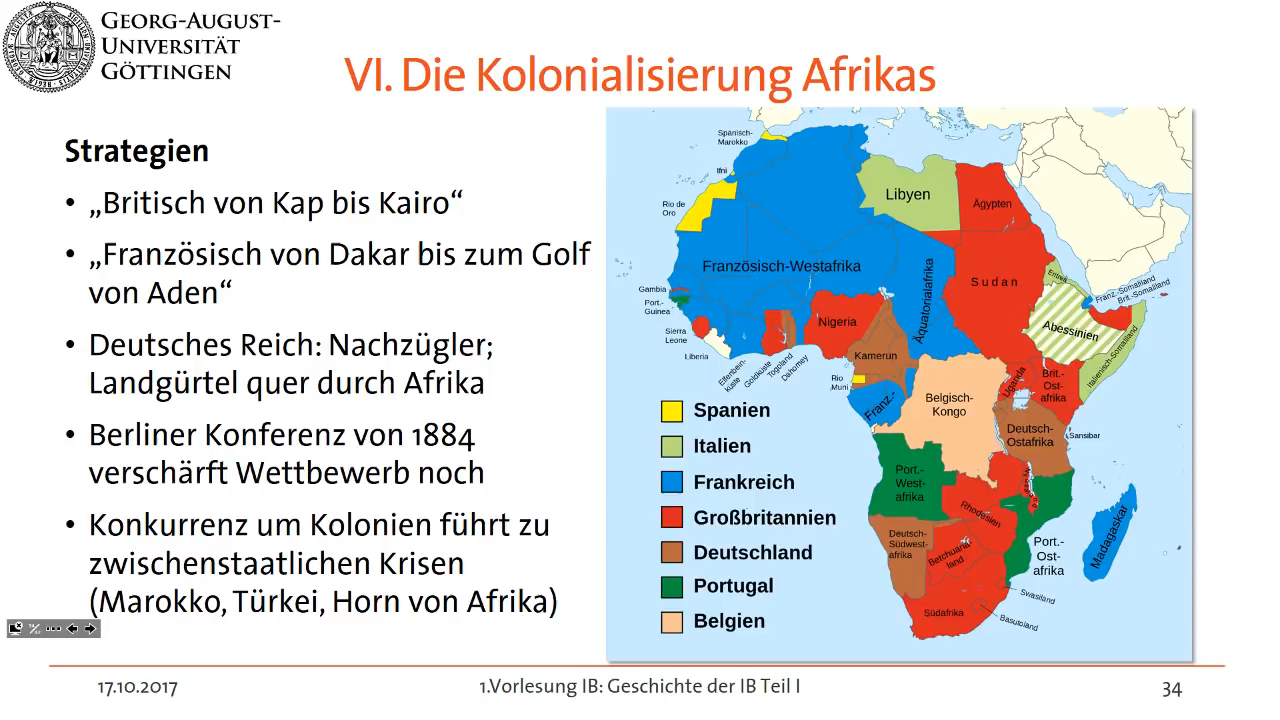 GEORG-AUGUST-
UNIVERSITÄT
GÖTTINGEN
VI. Die Kolonialisierung Afrikas
Strategien
• „Britisch von Kap bis Kairo“
• „Französisch von Dakar bis zum Golf
von Aden“
• Deutsches Reich: Nachzügler;
Landgürtel quer durch Afrika
• Berliner Konferenz von 1884
verschärft Wettbewerb noch
• Konkurrenz um Kolonien führt zu
zwischenstaatlichen Krisen
(Marokko, Türkei, Horn von Afrika)
Spanisch-
Marokko
Ifni
Rio de
Oro
Libyen
Ägypten
Französisch-Westafrika
Äquatorialafrika
Sudan
Eritrea
Franz.-Somaliland
Brit.-Somaliland
Gambia
Port.-
Guinea
Sierra
Leone
Liberia
Elfenbein-
küste
Goldküste
Togoland
Dahomey
Nigeria
Kamerun
Abessinien
Italienisch-Somaliland
Rio
Muni
Franz.-
Belgisch-
Kongo
Uganda
Brit.-
Ost-
afrika
Deutsch-
Ostafrika
Sansibar
Port.-
West-
afrika
Rhodesien
Deutsch-
Südwest-
afrika
Betchuana-
land
Port.-
Ost-
afrika
Madagaskar
Swasiland
Südafrika
Basutoland
Spanien
Italien
Frankreich
Großbritannien
Deutschland
Portugal
Belgien
17.10.2017
1.Vorlesung IB: Geschichte der IB Teil I
34